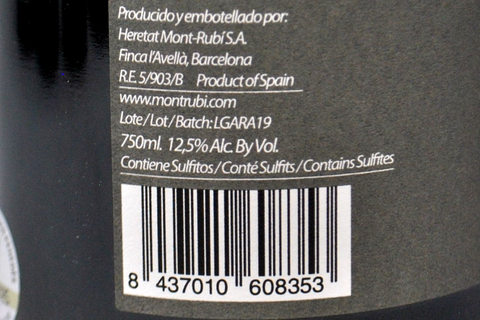 Producido y embotellado por:
Heretat Mont-Rubí S.A.
Finca l'Avellà, Barcelona
R.E. 5/903/B Product of Spain
www.montrubi.com
Lote / Lot / Batch: LGARA19
750ml. 12,5% Alc. By Vol.
Contiene Sulfitos / Conté Sulfits / Contains Sulfites
8 437010 608353